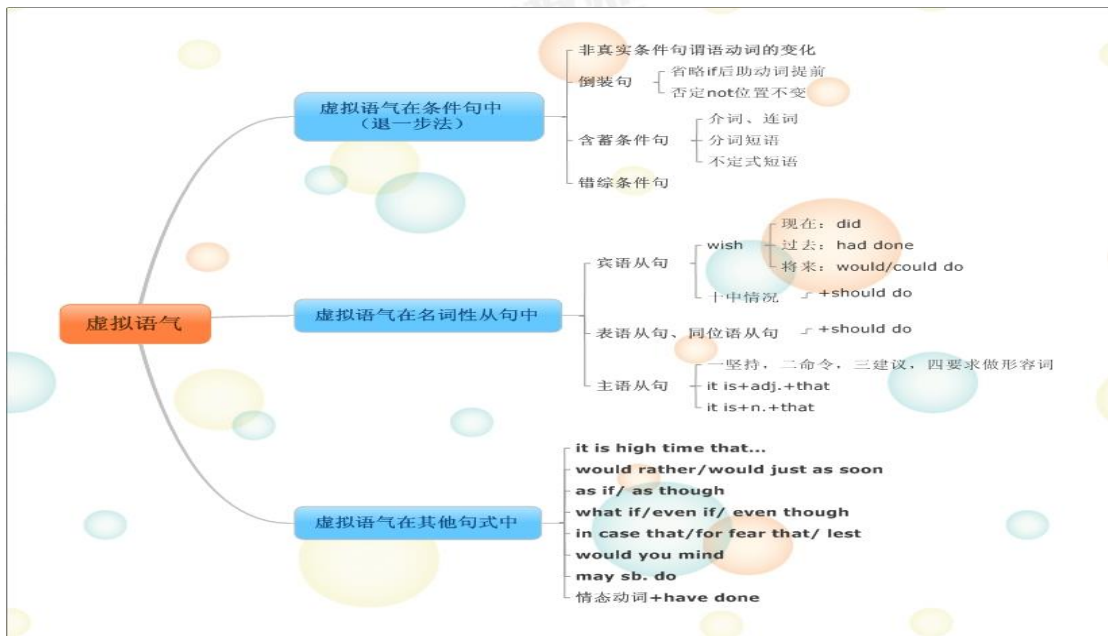 虚拟语气
虚拟语气在条件句中
（退一步法）
非真实条件句谓语动词的变化
倒装句
省略if后助动词提前
否定not位置不变
含蓄条件句
介词、连词
分词短语
不定式短语
错综条件句
虚拟语气在名词性从句中
宾语从句
wish
现在：did
过去：had done
将来：would/could do
十中情况
+should do
表语从句、同位语从句
+should do
主语从句
一坚持，二命令，三建议，四要求做形容词
it is+adj.+that
it is+n.+that
虚拟语气在其他句式中
it is high time that...
would rather/would just as soon
as if/ as though
what if/even if/ even though
in case that/for fear that/ lest
would you mind
may sb. do
情态动词+have done